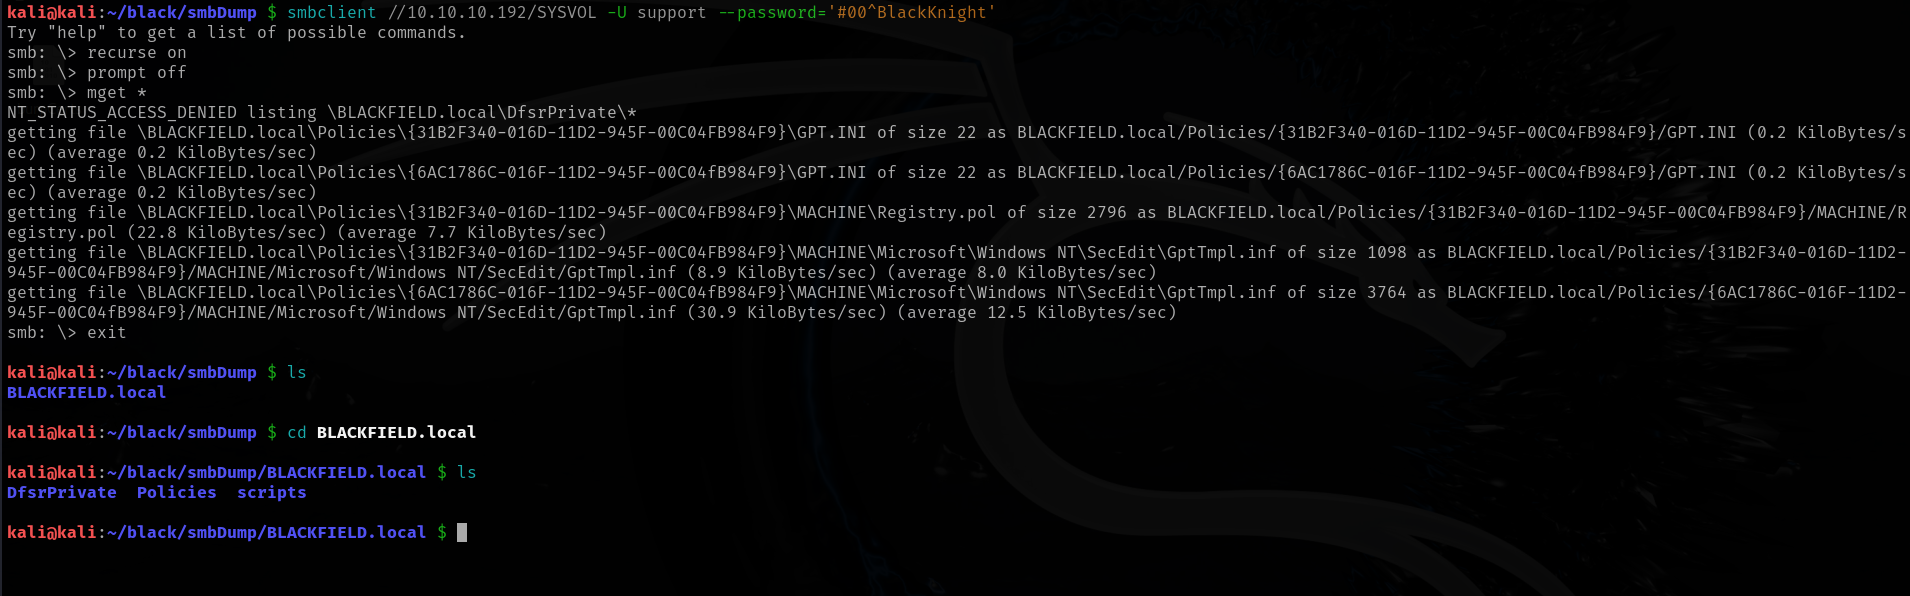 kali@kali:~/black/smbDump $ smbclient //10.10.10.192/SYSVOL -U support --password='#00^BlackKnight'
Try "help" to get a list of possible commands.
smb: \> recurse on
smb: \> prompt off
smb: \> mget *
NT_STATUS_ACCESS_DENIED listing \BLACKFIELD.local\DfsrPrivate\*
getting file \BLACKFIELD.local\Policies\{31B2F340-016D-11D2-945F-00C04FB984F9}\GPT.INI of size 22 as BLACKFIELD.local/Policies/{31B2F340-016D-11D2-945F-00C04FB984F9}/GPT.INI (0.2 KiloBytes/s
ec) (average 0.2 KiloBytes/sec)
getting file \BLACKFIELD.local\Policies\{6AC1786C-016F-11D2-945F-00C04fB984F9}\GPT.INI of size 22 as BLACKFIELD.local/Policies/{6AC1786C-016F-11D2-945F-00C04fB984F9}/GPT.INI (0.2 KiloBytes/s
ec) (average 0.2 KiloBytes/sec)
getting file \BLACKFIELD.local\Policies\{31B2F340-016D-11D2-945F-00C04FB984F9}\MACHINE\Registry.pol of size 2796 as BLACKFIELD.local/Policies/{31B2F340-016D-11D2-945F-00C04FB984F9}/MACHINE/R
egistry.pol (22.8 KiloBytes/sec) (average 7.7 KiloBytes/sec)
getting file \BLACKFIELD.local\Policies\{31B2F340-016D-11D2-945F-00C04FB984F9}\MACHINE\Microsoft\Windows NT\SecEdit\GptTmpl.inf of size 1098 as BLACKFIELD.local/Policies/{31B2F340-016D-11D2-
945F-00C04FB984F9}/MACHINE/Microsoft/Windows NT/SecEdit/GptTmpl.inf (8.9 KiloBytes/sec) (average 8.0 KiloBytes/sec)
getting file \BLACKFIELD.local\Policies\{6AC1786C-016F-11D2-945F-00C04fB984F9}\MACHINE\Microsoft\Windows NT\SecEdit\GptTmpl.inf of size 3764 as BLACKFIELD.local/Policies/{6AC1786C-016F-11D2-
945F-00C04fB984F9}/MACHINE/Microsoft/Windows NT/SecEdit/GptTmpl.inf (30.9 KiloBytes/sec) (average 12.5 KiloBytes/sec)
smb: \> exit
kali@kali:~/black/smbDump $ ls
BLACKFIELD.local
kali@kali:~/black/smbDump $ cd BLACKFIELD.local
kali@kali:~/black/smbDump/BLACKFIELD.local $ ls
DfsrPrivate  Policies  scripts
kali@kali:~/black/smbDump/BLACKFIELD.local $